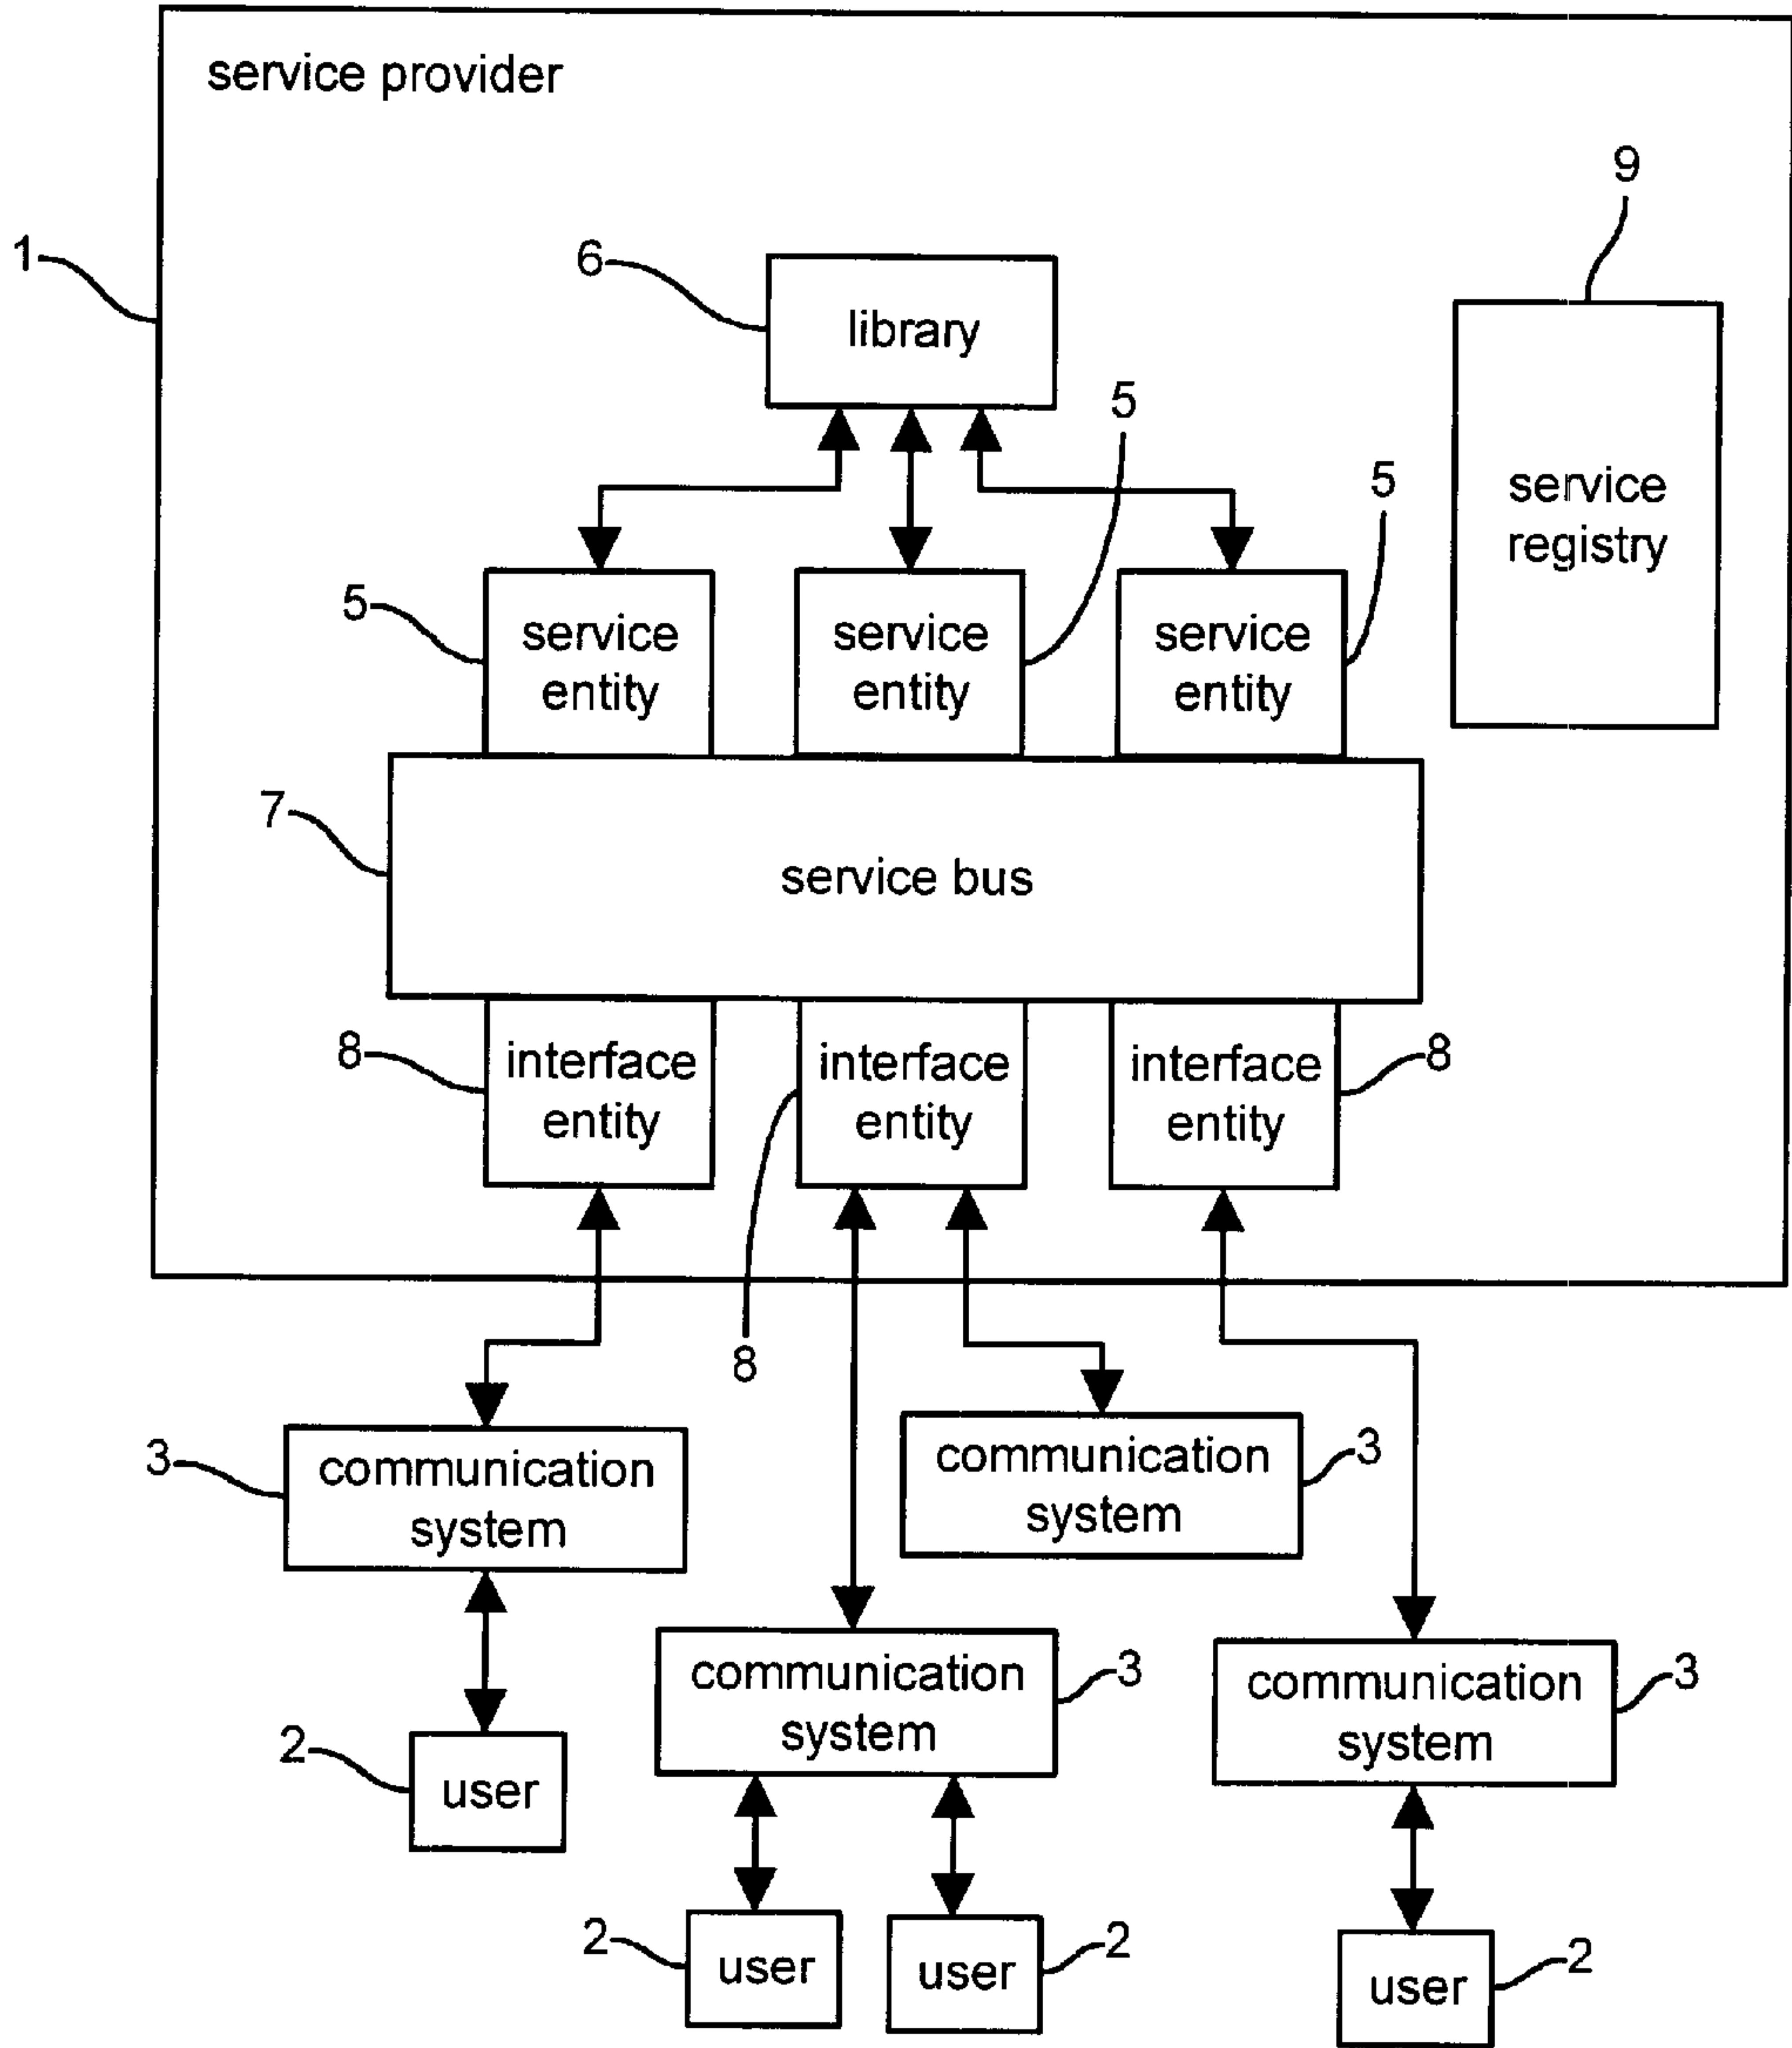 service provider
9
1
6
library
5
5
service
registry
5
service
entity
service
entity
service
entity
7
service bus
8
interface
entity
interface
entity
interface
entity
8
8
3
communication
system
communication
system
3
communication
system
3
communication
system
3
2
user
2
user
user
2
user
2